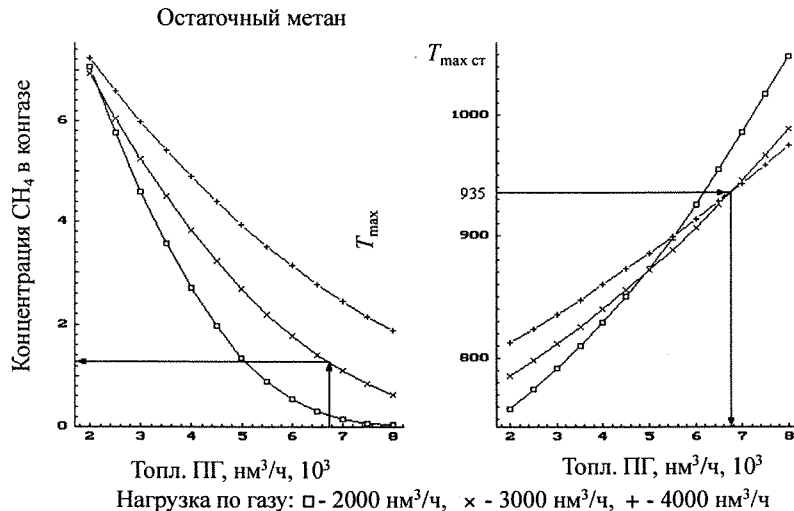 Остаточный метан
Концентрация CH₄ в конгазе
6
4
2
0
2 3 4 5 6 7 8
Топл. ПГ, нм³/ч, 10³
T max
T max ст
1000
935
900
800
2 3 4 5 6 7 8
Топл. ПГ, нм³/ч, 10³
Нагрузка по газу: □ - 2000 нм³/ч, × - 3000 нм³/ч, + - 4000 нм³/ч